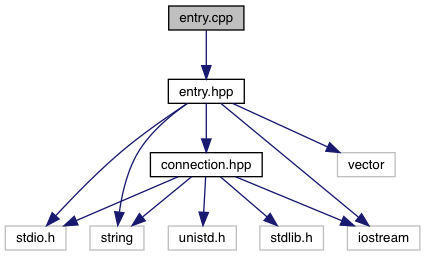 entry.cpp
entry.hpp
connection.hpp
vector
stdio.h
string
unistd.h
stdlib.h
iostream